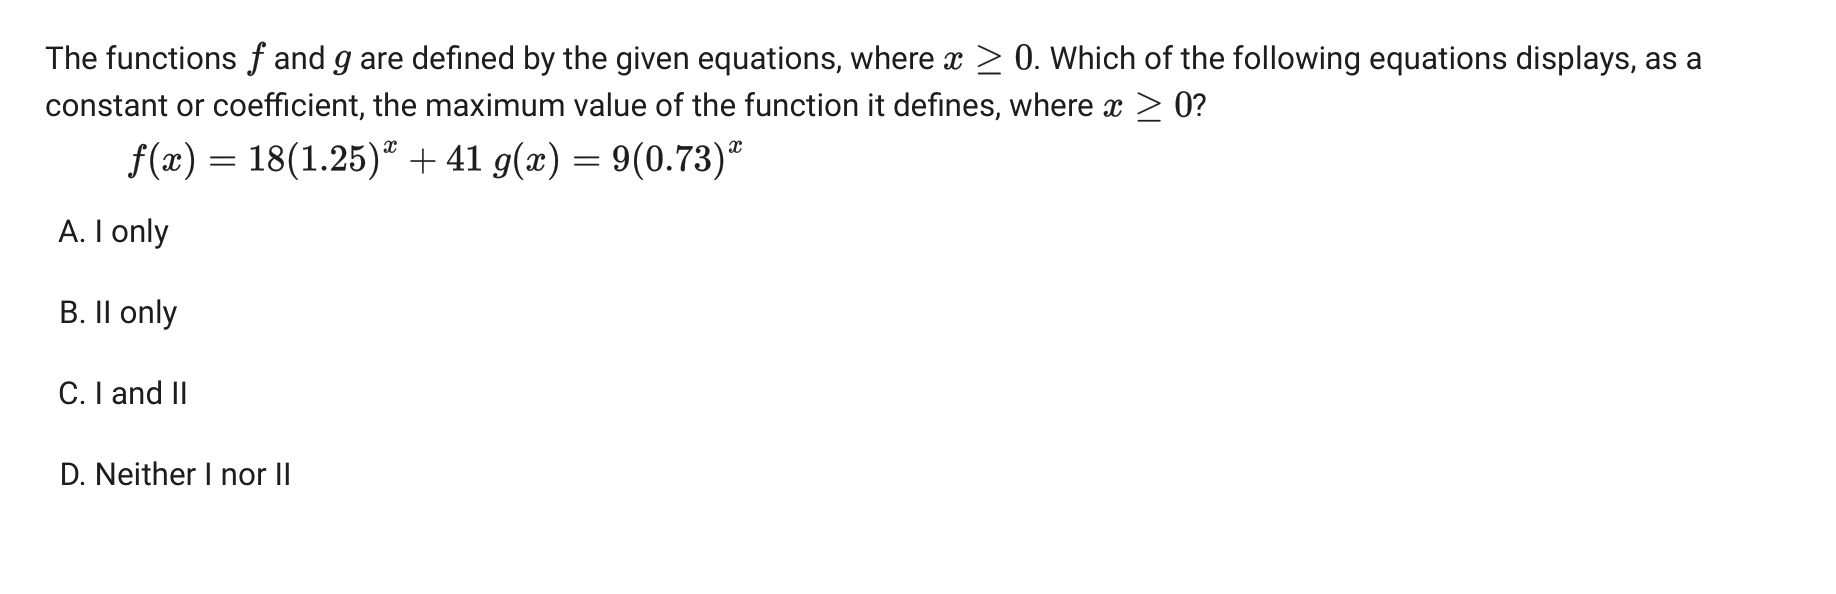 The functions f and g are defined by the given equations, where x ≥ 0. Which of the following equations displays, as a
constant or coefficient, the maximum value of the function it defines, where x ≥ 0?
f(x) = 18(1.25)^x + 41 g(x) = 9(0.73)^x
A. I only
B. II only
C. I and II
D. Neither I nor II